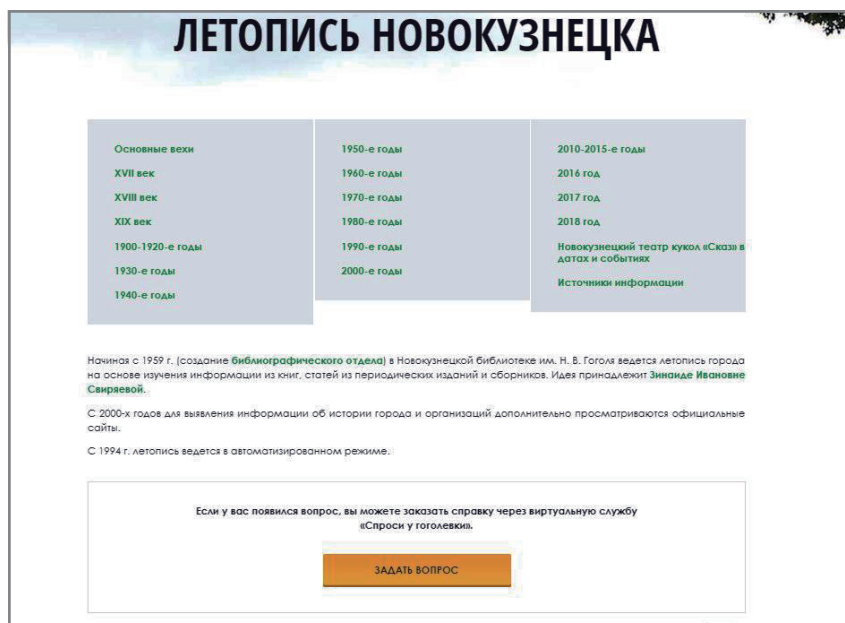 ЛЕТОПИСЬ НОВОКУЗНЕЦКА
Основные вехи
XVII век
XVIII век
XIX век
1900-1920-е годы
1930-е годы
1940-е годы
1950-е годы
1960-е годы
1970-е годы
1980-е годы
1990-е годы
2000-е годы
2010-2015-е годы
2016 год
2017 год
2018 год
Новокузнецкий театр кукол «Сказ» в
датах и событиях
Источники информации
Начиная с 1959 г. (создание библиографического отдела) в Новокузнецкой библиотеке им. Н. В. Гоголя ведется летопись города
на основе изучения информации из книг, статей из периодических изданий и сборников. Идея принадлежит Зинаиде Ивановне
Свиряевой.
С 2000-х годов для выявления информации об истории города и организаций дополнительно просматриваются официальные
сайты.
С 1994 г. летопись ведется в автоматизированном режиме.
Если у вас появился вопрос, вы можете заказать справку через виртуальную службу
«Спроси у гоголевки».
ЗАДАТЬ ВОПРОС